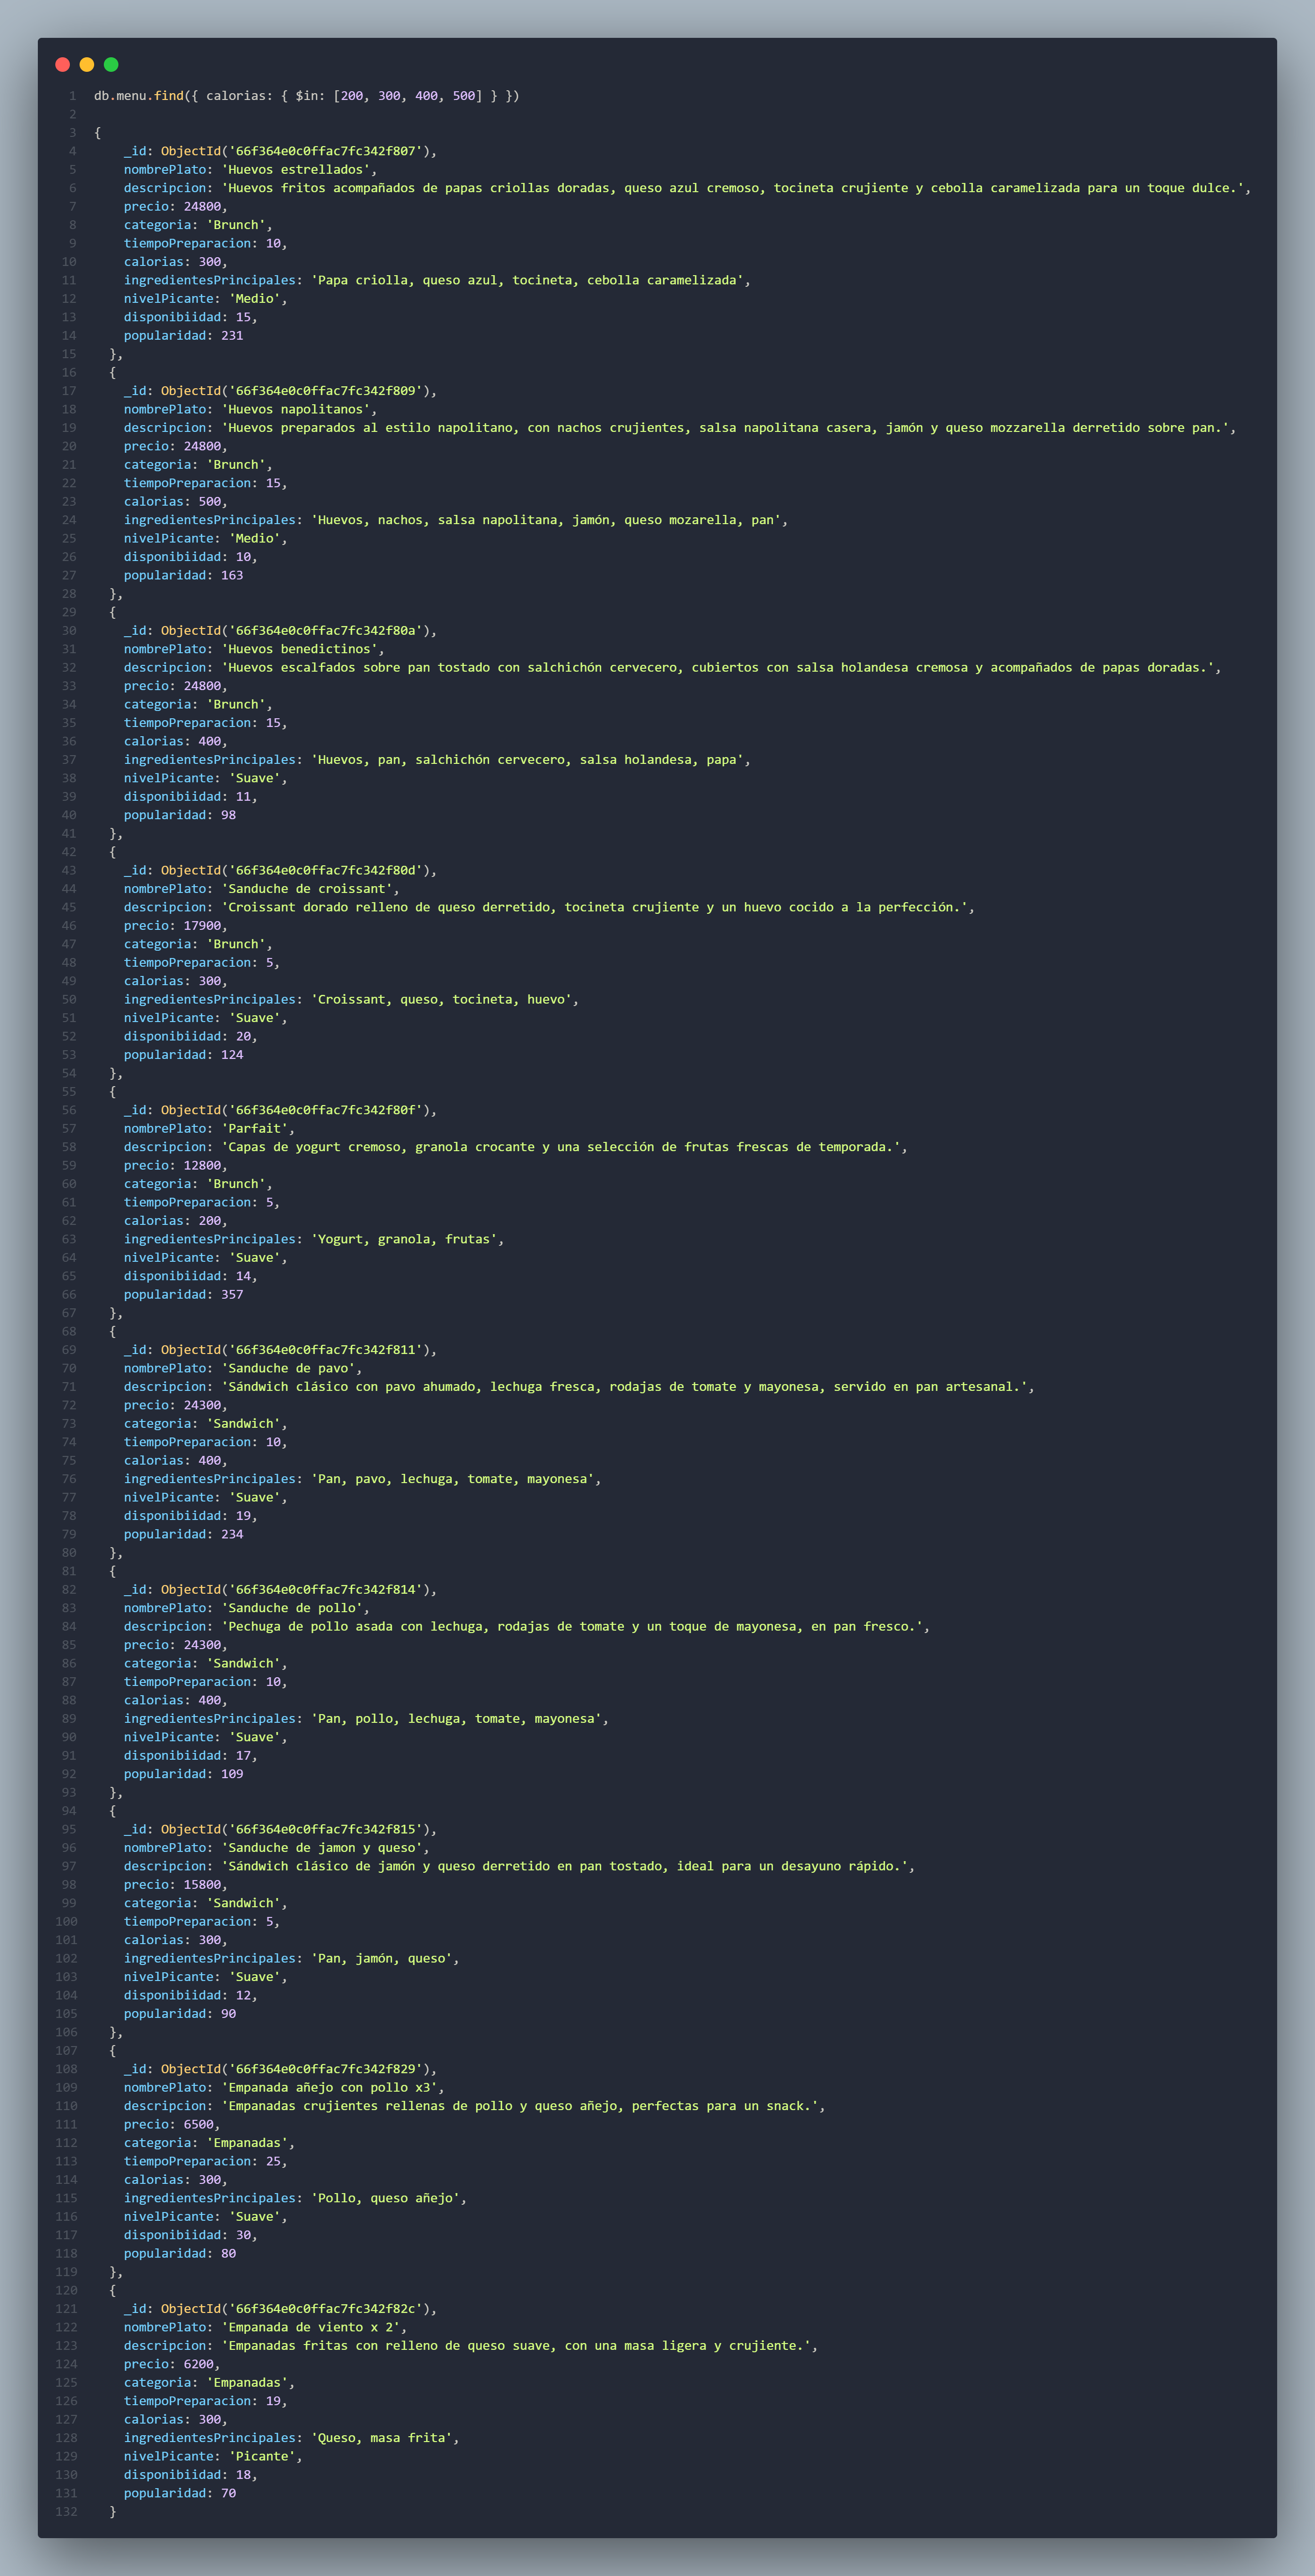 1 db.menu.find({ calorias: { $in: [200, 300, 400, 500] } })
2
3 {
4 _id: ObjectId('66f364e0c0ffac7fc342f807'),
5 nombrePlato: 'Huevos estrellados',
6 descripcion: 'Huevos fritos acompañados de papas criollas doradas, queso azul cremoso, tocineta crujiente y cebolla caramelizada para un toque dulce.',
7 precio: 24800,
8 categoria: 'Brunch',
9 tiempoPreparacion: 10,
10 calorias: 300,
11 ingredientesPrincipales: 'Papa criolla, queso azul, tocineta, cebolla caramelizada',
12 nivelPicante: 'Medio',
13 disponibiidad: 15,
14 popularidad: 231
15 },
16 {
17 _id: ObjectId('66f364e0c0ffac7fc342f809'),
18 nombrePlato: 'Huevos napolitanos',
19 descripcion: 'Huevos preparados al estilo napolitano, con nachos crujientes, salsa napolitana casera, jamón y queso mozzarella derretido sobre pan.',
20 precio: 24800,
21 categoria: 'Brunch',
22 tiempoPreparacion: 15,
23 calorias: 500,
24 ingredientesPrincipales: 'Huevos, nachos, salsa napolitana, jamón, queso mozarella, pan',
25 nivelPicante: 'Medio',
26 disponibiidad: 10,
27 popularidad: 163
28 },
29 {
30 _id: ObjectId('66f364e0c0ffac7fc342f80a'),
31 nombrePlato: 'Huevos benedictinos',
32 descripcion: 'Huevos escalfados sobre pan tostado con salchichón cervecero, cubiertos con salsa holandesa cremosa y acompañados de papas doradas.',
33 precio: 24800,
34 categoria: 'Brunch',
35 tiempoPreparacion: 15,
36 calorias: 400,
37 ingredientesPrincipales: 'Huevos, pan, salchichón cervecero, salsa holandesa, papa',
38 nivelPicante: 'Suave',
39 disponibiidad: 11,
40 popularidad: 98
41 },
42 {
43 _id: ObjectId('66f364e0c0ffac7fc342f80d'),
44 nombrePlato: 'Sanduche de croissant',
45 descripcion: 'Croissant dorado relleno de queso derretido, tocineta crujiente y un huevo cocido a la perfección.',
46 precio: 17900,
47 categoria: 'Brunch',
48 tiempoPreparacion: 5,
49 calorias: 300,
50 ingredientesPrincipales: 'Croissant, queso, tocineta, huevo',
51 nivelPicante: 'Suave',
52 disponibiidad: 20,
53 popularidad: 124
54 },
55 {
56 _id: ObjectId('66f364e0c0ffac7fc342f80f'),
57 nombrePlato: 'Parfait',
58 descripcion: 'Capas de yogurt cremoso, granola crocante y una selección de frutas frescas de temporada.',
59 precio: 12800,
60 categoria: 'Brunch',
61 tiempoPreparacion: 5,
62 calorias: 200,
63 ingredientesPrincipales: 'Yogurt, granola, frutas',
64 nivelPicante: 'Suave',
65 disponibiidad: 14,
66 popularidad: 357
67 },
68 {
69 _id: ObjectId('66f364e0c0ffac7fc342f811'),
70 nombrePlato: 'Sanduche de pavo',
71 descripcion: 'Sándwich clásico con pavo ahumado, lechuga fresca, rodajas de tomate y mayonesa, servido en pan artesanal.',
72 precio: 24300,
73 categoria: 'Sandwich',
74 tiempoPreparacion: 10,
75 calorias: 400,
76 ingredientesPrincipales: 'Pan, pavo, lechuga, tomate, mayonesa',
77 nivelPicante: 'Suave',
78 disponibiidad: 19,
79 popularidad: 234
80 },
81 {
82 _id: ObjectId('66f364e0c0ffac7fc342f814'),
83 nombrePlato: 'Sanduche de pollo',
84 descripcion: 'Pechuga de pollo asada con lechuga, rodajas de tomate y un toque de mayonesa, en pan fresco.',
85 precio: 24300,
86 categoria: 'Sandwich',
87 tiempoPreparacion: 10,
88 calorias: 400,
89 ingredientesPrincipales: 'Pan, pollo, lechuga, tomate, mayonesa',
90 nivelPicante: 'Suave',
91 disponibiidad: 17,
92 popularidad: 109
93 },
94 {
95 _id: ObjectId('66f364e0c0ffac7fc342f815'),
96 nombrePlato: 'Sanduche de jamon y queso',
97 descripcion: 'Sándwich clásico de jamón y queso derretido en pan tostado, ideal para un desayuno rápido.',
98 precio: 15800,
99 categoria: 'Sandwich',
100 tiempoPreparacion: 5,
101 calorias: 300,
102 ingredientesPrincipales: 'Pan, jamón, queso',
103 nivelPicante: 'Suave',
104 disponibiidad: 12,
105 popularidad: 90
106 },
107 {
108 _id: ObjectId('66f364e0c0ffac7fc342f829'),
109 nombrePlato: 'Empanada añejo con pollo x3',
110 descripcion: 'Empanadas crujientes rellenas de pollo y queso añejo, perfectas para un snack.',
111 precio: 6500,
112 categoria: 'Empanadas',
113 tiempoPreparacion: 25,
114 calorias: 300,
115 ingredientesPrincipales: 'Pollo, queso añejo',
116 nivelPicante: 'Suave',
117 disponibiidad: 30,
118 popularidad: 80
119 },
120 {
121 _id: ObjectId('66f364e0c0ffac7fc342f82c'),
122 nombrePlato: 'Empanada de viento x 2',
123 descripcion: 'Empanadas fritas con relleno de queso suave, con una masa ligera y crujiente.',
124 precio: 6200,
125 categoria: 'Empanadas',
126 tiempoPreparacion: 19,
127 calorias: 300,
128 ingredientesPrincipales: 'Queso, masa frita',
129 nivelPicante: 'Picante',
130 disponibiidad: 18,
131 popularidad: 70
132 }